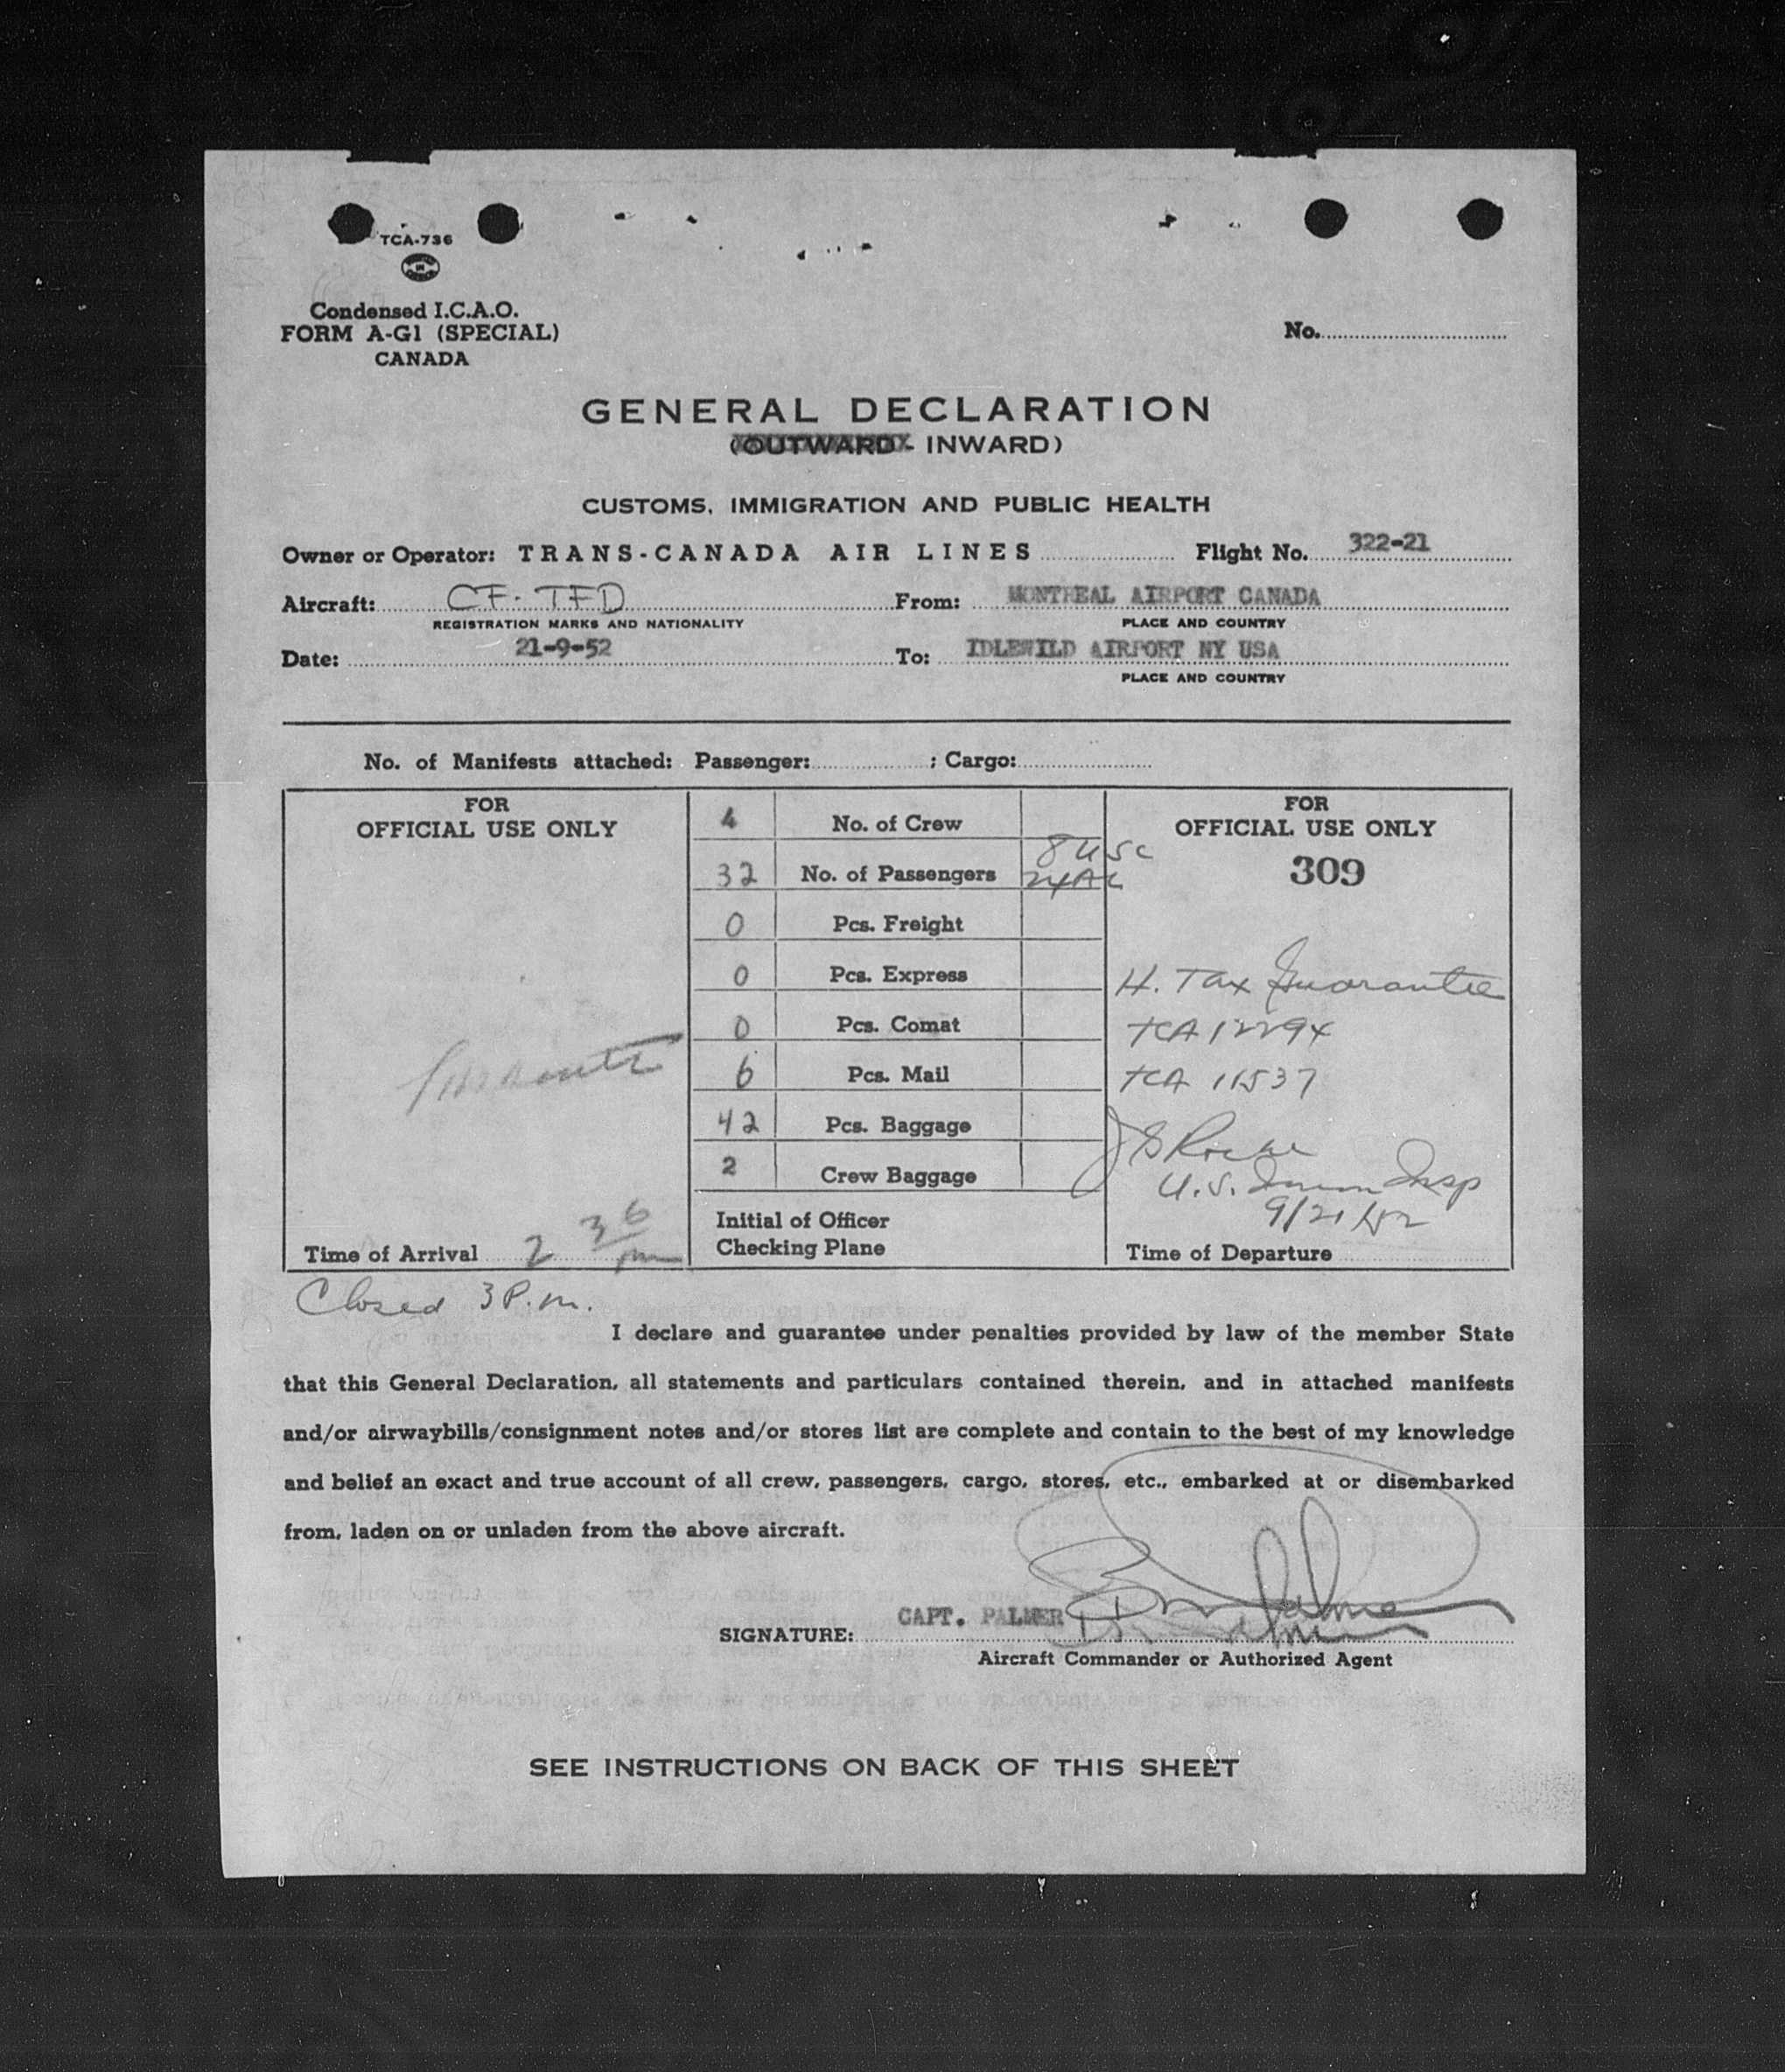 TCA-736
Condensed I.C.A.O.
FORM A-G1 (SPECIAL)
CANADA
No.
GENERAL DECLARATION
(OUTWARD - INWARD)
CUSTOMS, IMMIGRATION AND PUBLIC HEALTH
Owner or Operator: TRANS-CANADA AIR LINES Flight No. 322-21
Aircraft: CF-TFD From: MONTREAL AIRPORT CANADA
REGISTRATION MARKS AND NATIONALITY PLACE AND COUNTRY
Date: 21-9-52 To: IDLEWILD AIRPORT NY USA
PLACE AND COUNTRY
No. of Manifests attached: Passenger: ; Cargo:
FOR
OFFICIAL USE ONLY
4 No. of Crew
32 No. of Passengers 8 USC
24 AL
0 Pcs. Freight
0 Pcs. Express
0 Pcs. Comat
6 Pcs. Mail
42 Pcs. Baggage
2 Crew Baggage
Initial of Officer
Checking Plane
FOR
OFFICIAL USE ONLY
309
H. Tax Guarantee
TCA 12294
TCA 11537
U.S. Imm Insp
9/21/52
Time of Arrival 2 36 pm
Time of Departure
Closed 3 P.m.
I declare and guarantee under penalties provided by law of the member State
that this General Declaration, all statements and particulars contained therein, and in attached manifests
and/or airwaybills/consignment notes and/or stores list are complete and contain to the best of my knowledge
and belief an exact and true account of all crew, passengers, cargo, stores, etc., embarked at or disembarked
from, laden on or unladen from the above aircraft.
SIGNATURE: CAPT. PALMER
Aircraft Commander or Authorized Agent
SEE INSTRUCTIONS ON BACK OF THIS SHEET